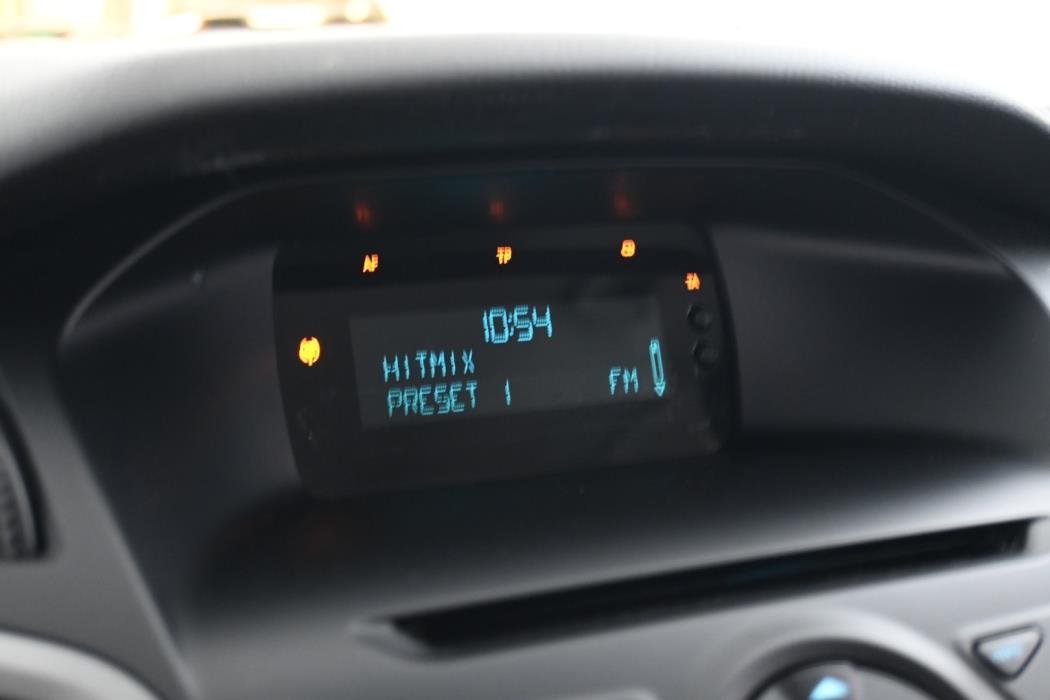 AF TP
TA
10:54
HITMIX
PRESET 1 FM